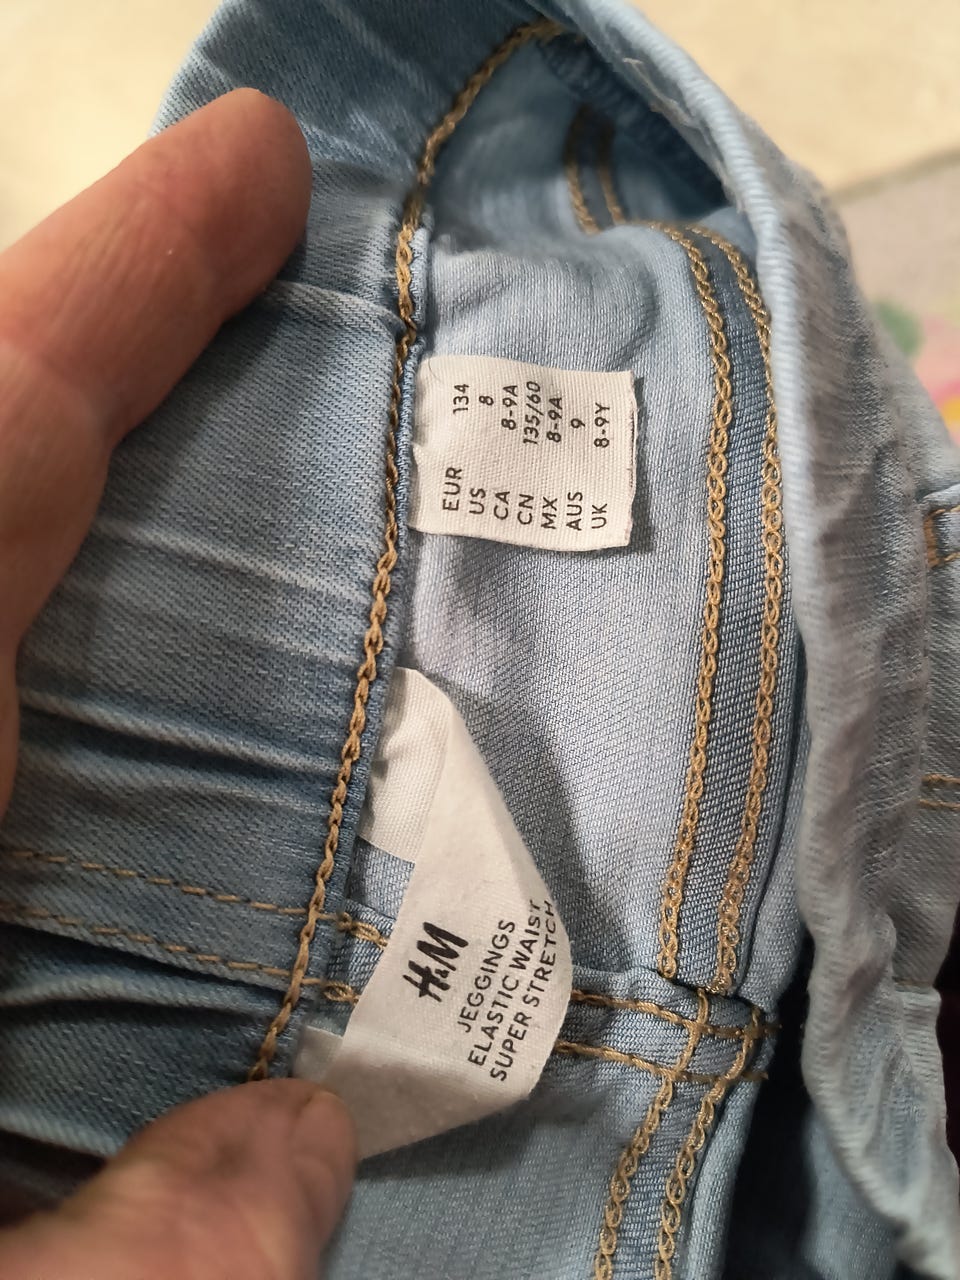 EUR 134
US 8
CA 8-9A
CN 135/60
MX 8-9A
AUS 9
UK 8-9Y
H&M
JEGGINGS
ELASTIC WAIST
SUPER STRETCH